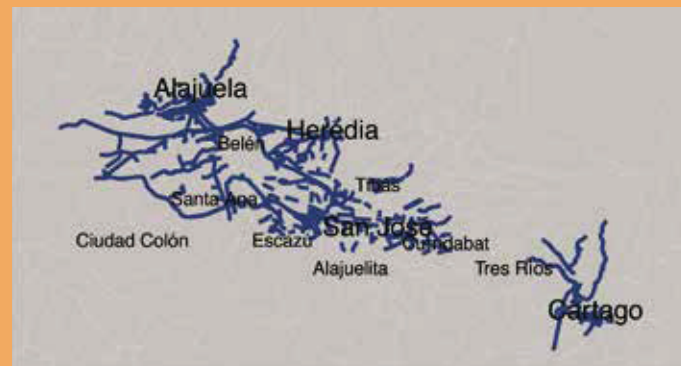 Alajuela
Heredia
Belén
Tibás
Santa Ana
San José
Ciudad Colón
Escazú
Curridabat
Alajuelita
Tres Ríos
Cartago